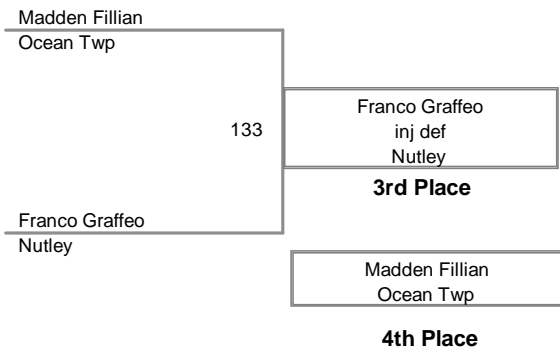 Madden Fillian
Ocean Twp
133
Franco Graffeo
inj def
Nutley
3rd Place
Franco Graffeo
Nutley
Madden Fillian
Ocean Twp
4th Place